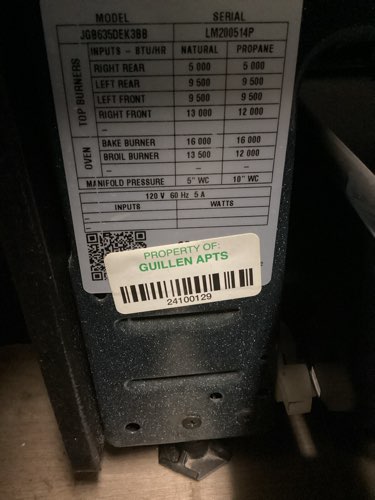 MODEL SERIAL
JGB635DEK3BB LM200514P
TOP BURNERS
INPUTS - BTU/HR NATURAL PROPANE
RIGHT REAR 5 000 5 000
LEFT REAR 9 500 9 500
LEFT FRONT 9 500 9 500
RIGHT FRONT 13 000 12 000
–
OVEN
BAKE BURNER 16 000 16 000
BROIL BURNER 13 500 12 000
–
MANIFOLD PRESSURE 5" WC 10" WC
120 V 60 Hz 5 A
INPUTS WATTS
–
–
PROPERTY OF:
GUILLEN APTS
24100129